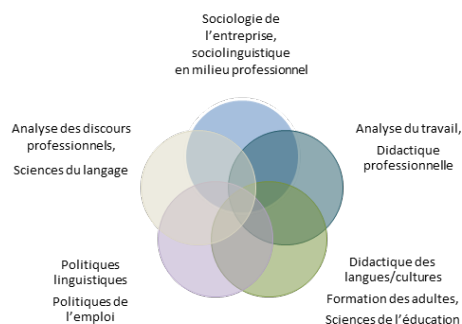 Sociologie de
l'entreprise,
sociolinguistique
en milieu professionnel
Analyse des discours
professionnels,
Sciences du langage
Analyse du travail,
Didactique
professionnelle
Politiques
linguistiques
Politiques de
l'emploi
Didactique des
langues/cultures
Formation des adultes,
Sciences de l'éducation